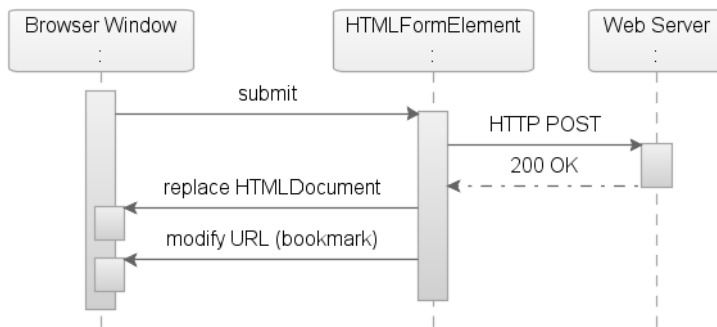 Browser Window
:
HTMLFormElement
:
Web Server
:
submit
HTTP POST
200 OK
replace HTMLDocument
modify URL (bookmark)